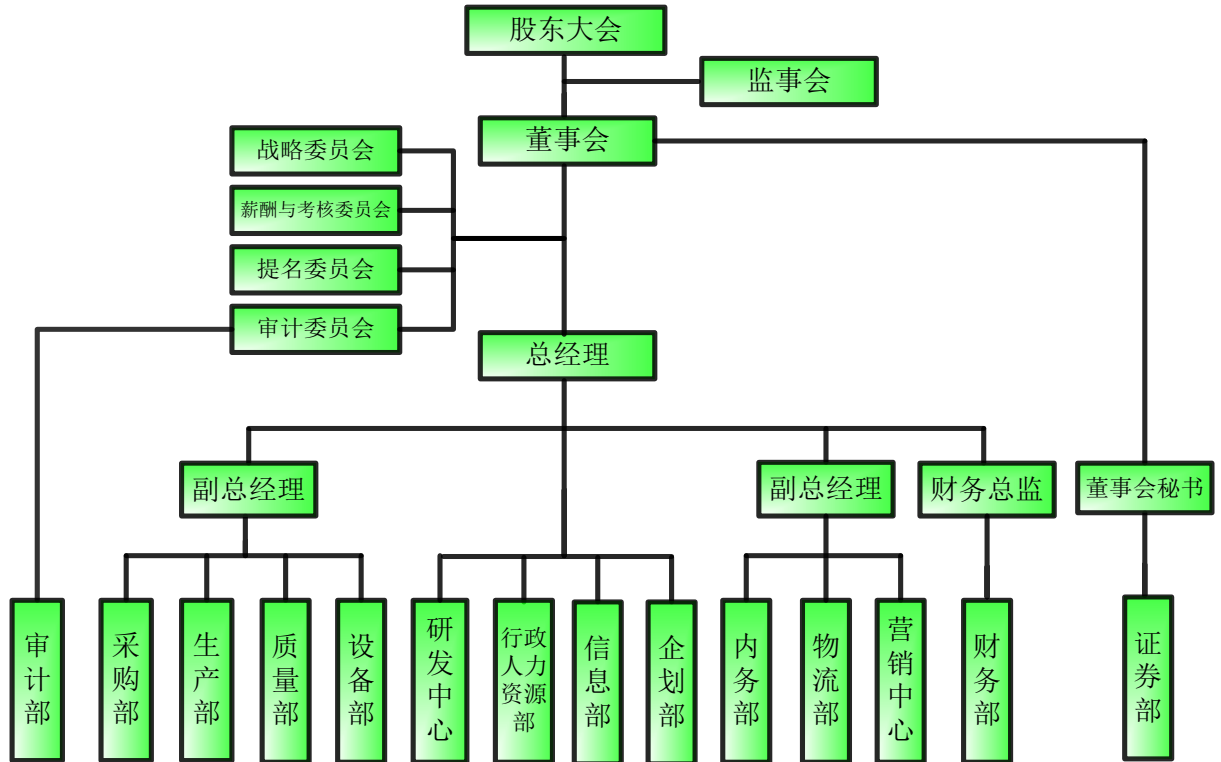 股东大会
监事会
董事会
战略委员会
薪酬与考核委员会
提名委员会
审计委员会
总经理
副总经理
副总经理
财务总监
董事会秘书
审计部
采购部
生产部
质量部
设备部
研发中心
行政人力资源部
信息部
企划部
内务部
物流部
营销中心
财务部
证券部